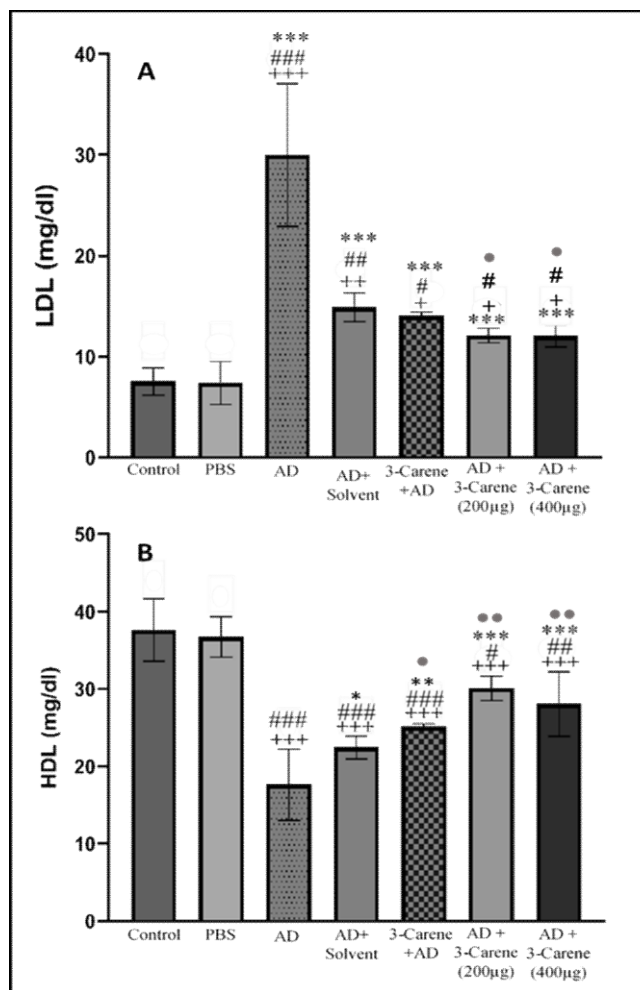 A
LDL (mg/dl)
40
30
20
10
0
***
###
+++
***
##
++
***
#
+
•
#
+
***
•
#
+
***
Control
PBS
AD
AD+
Solvent
3-Carene
+AD
AD +
3-Carene
(200µg)
AD +
3-Carene
(400µg)
B
HDL (mg/dl)
50
40
30
20
10
0
###
+++
*
###
+++
•
**
###
+++
••
***
#
+++
••
***
##
+++
Control
PBS
AD
AD+
Solvent
3-Carene
+AD
AD +
3-Carene
(200µg)
AD +
3-Carene
(400µg)